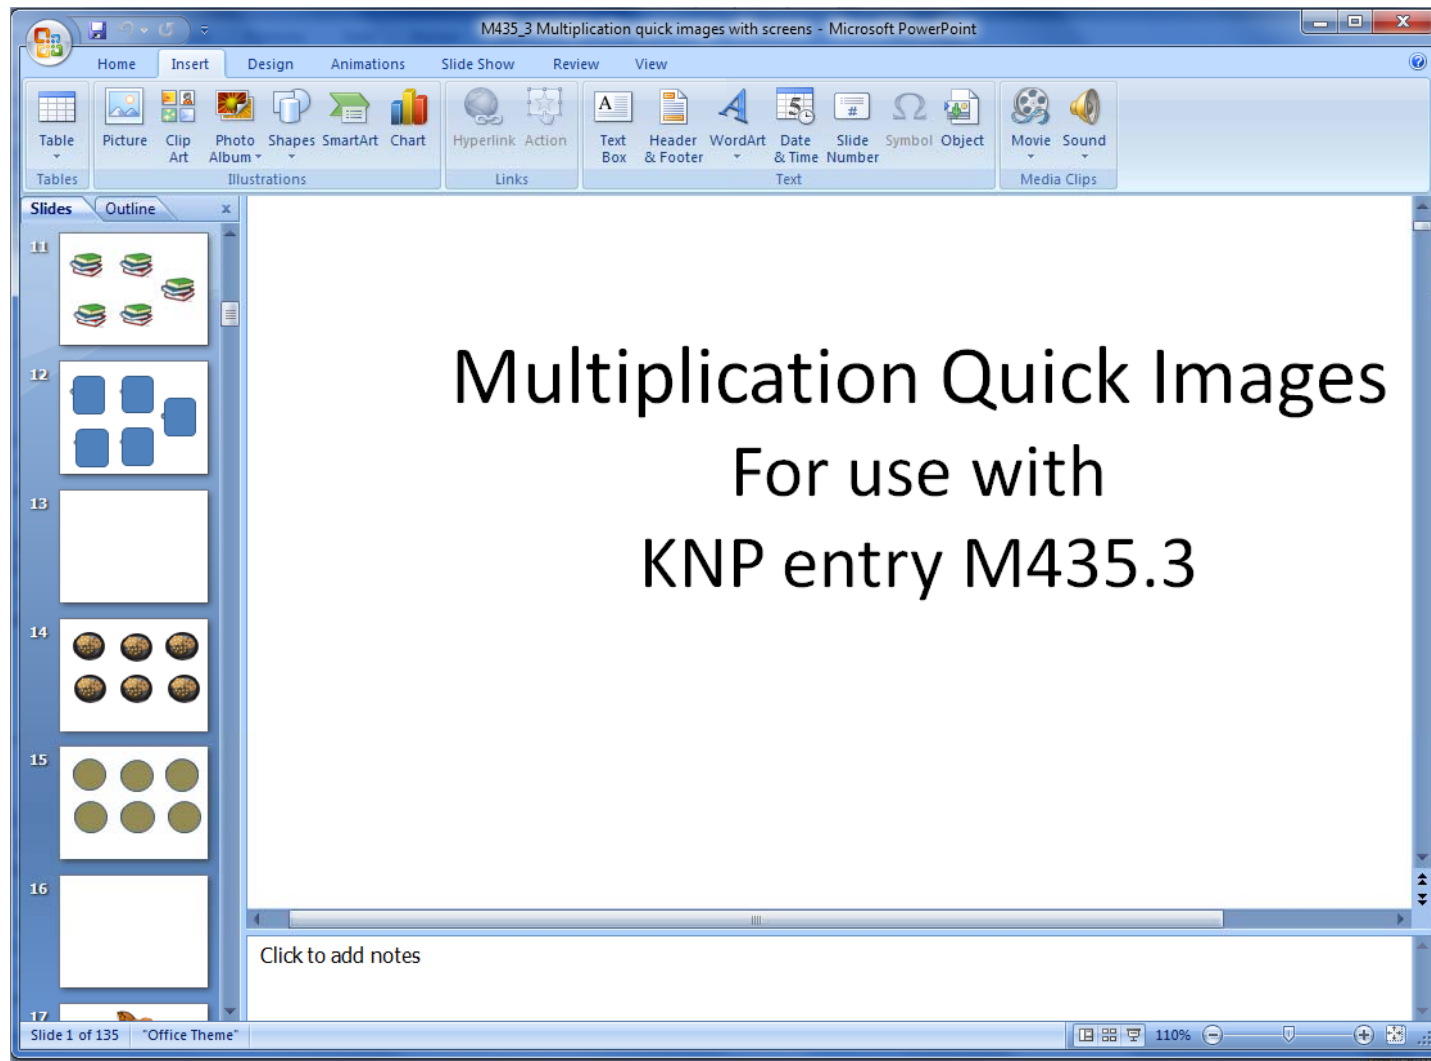 M435_3 Multiplication quick images with screens - Microsoft PowerPoint
Home Insert Design Animations Slide Show Review View
Table Picture Clip Art Photo Album Shapes SmartArt Chart Hyperlink Action Text Box Header & Footer WordArt Date & Time Slide Number Symbol Object Movie Sound
Tables Illustrations Links Text Media Clips
Slides Outline x
11
12
13
14
15
16
17
Multiplication Quick Images
For use with
KNP entry M435.3
Click to add notes
Slide 1 of 135 "Office Theme" 110%